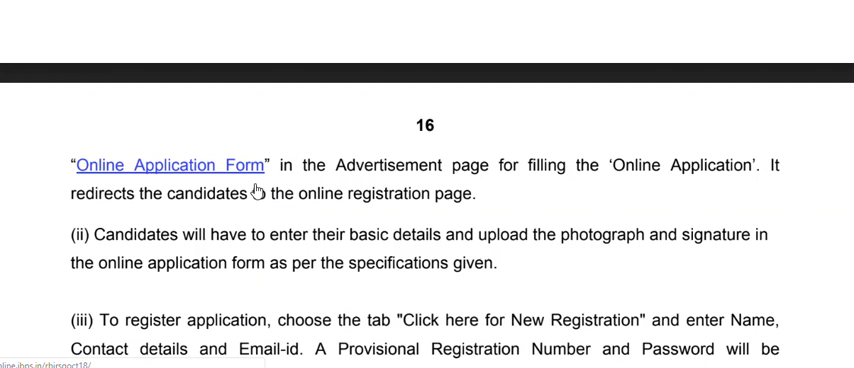 16
“Online Application Form” in the Advertisement page for filling the ‘Online Application’. It
redirects the candidates the online registration page.
(ii) Candidates will have to enter their basic details and upload the photograph and signature in
the online application form as per the specifications given.
(iii) To register application, choose the tab "Click here for New Registration" and enter Name,
Contact details and Email-id. A Provisional Registration Number and Password will be